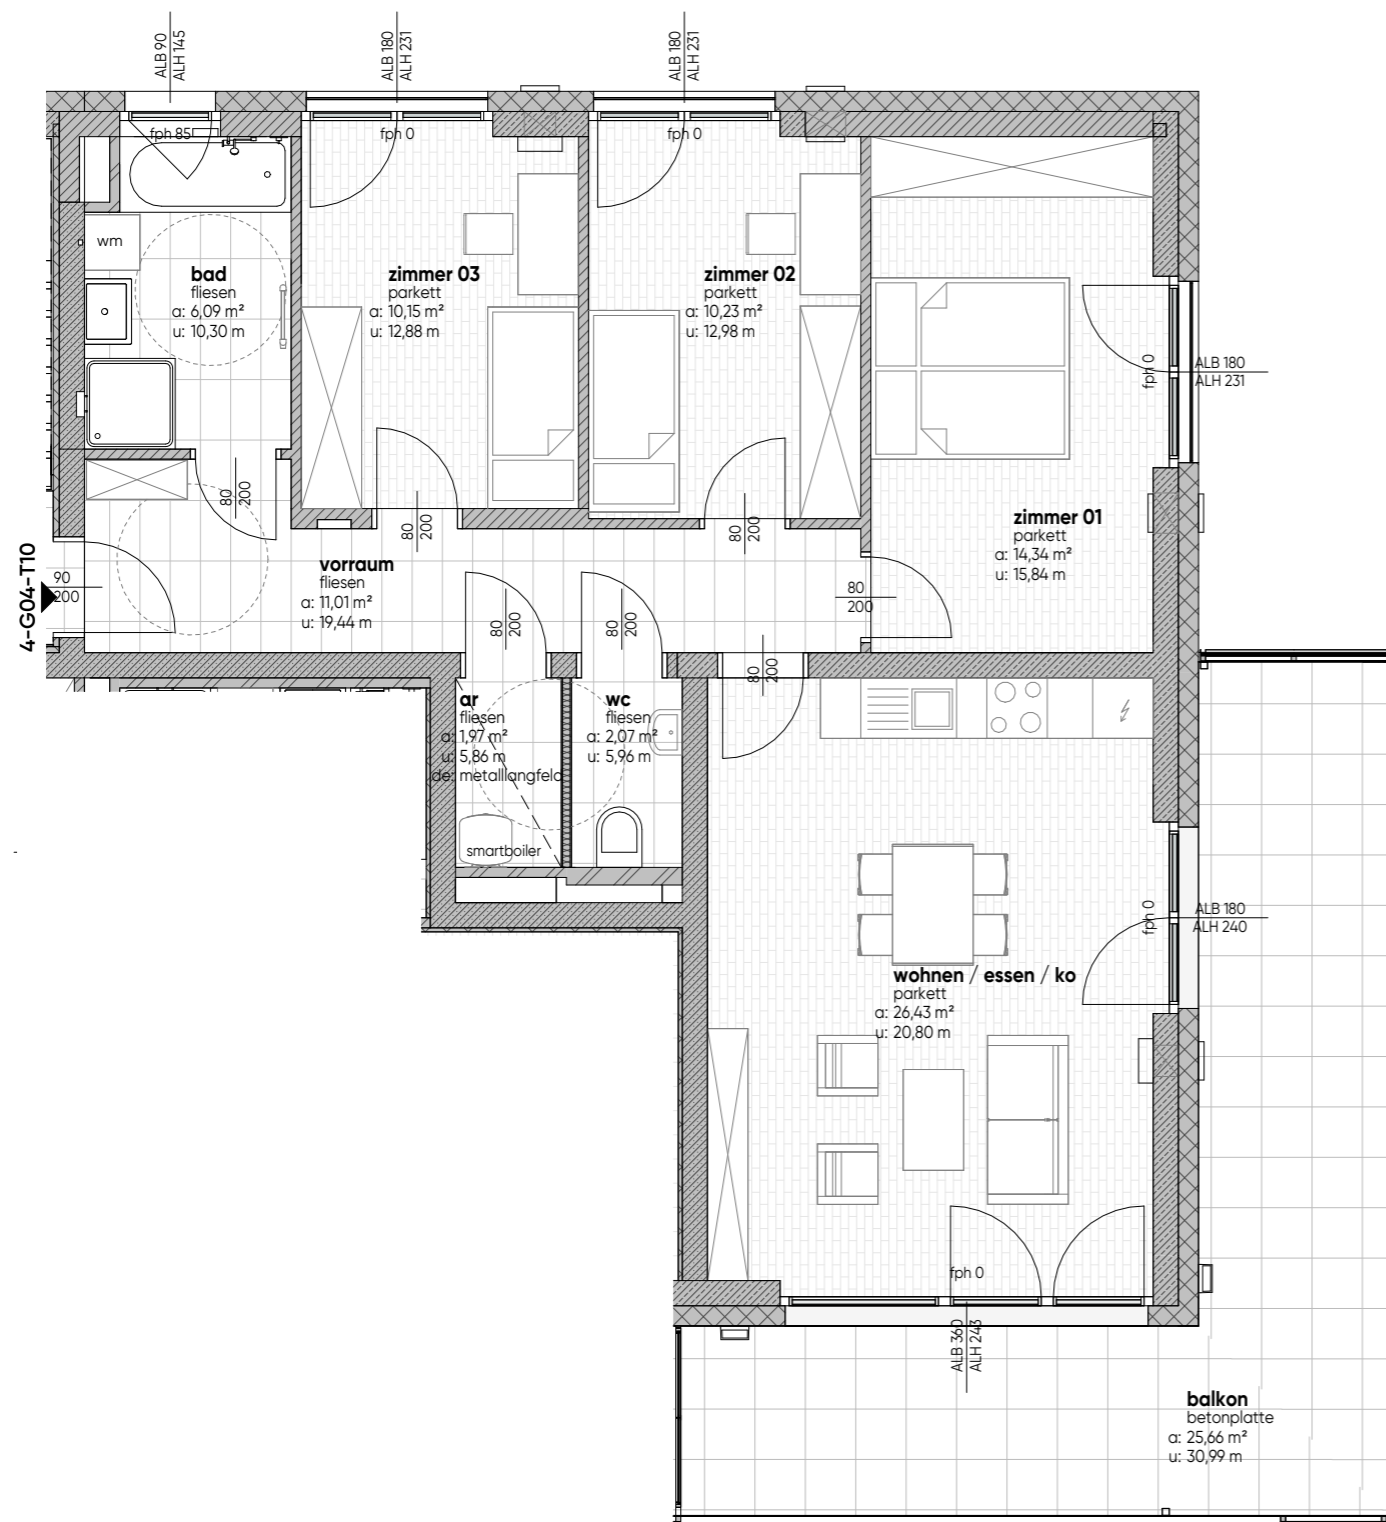 ALB 90
ALH 145
ALB 180
ALH 231
ALB 180
ALH 231
fph 85
fph 0
fph 0
wm
bad
fliesen
a: 6,09 m²
u: 10,30 m
zimmer 03
parkett
a: 10,15 m²
u: 12,88 m
zimmer 02
parkett
a: 10,23 m²
u: 12,98 m
fph 0
ALB 180
ALH 231
80
200
80
200
80
200
zimmer 01
parkett
a: 14,34 m²
u: 15,84 m
4-G04-T10
90
200
vorraum
fliesen
a: 11,01 m²
u: 19,44 m
80
200
80
200
80
200
80
200
ar
fliesen
a: 1,97 m²
u: 5,86 m
de: metalllangfeld
smartboiler
wc
fliesen
a: 2,07 m²
u: 5,96 m
fph 0
ALB 180
ALH 240
wohnen / essen / ko
parkett
a: 26,43 m²
u: 20,80 m
fph 0
ALB 360
ALH 243
balkon
betonplatte
a: 25,66 m²
u: 30,99 m